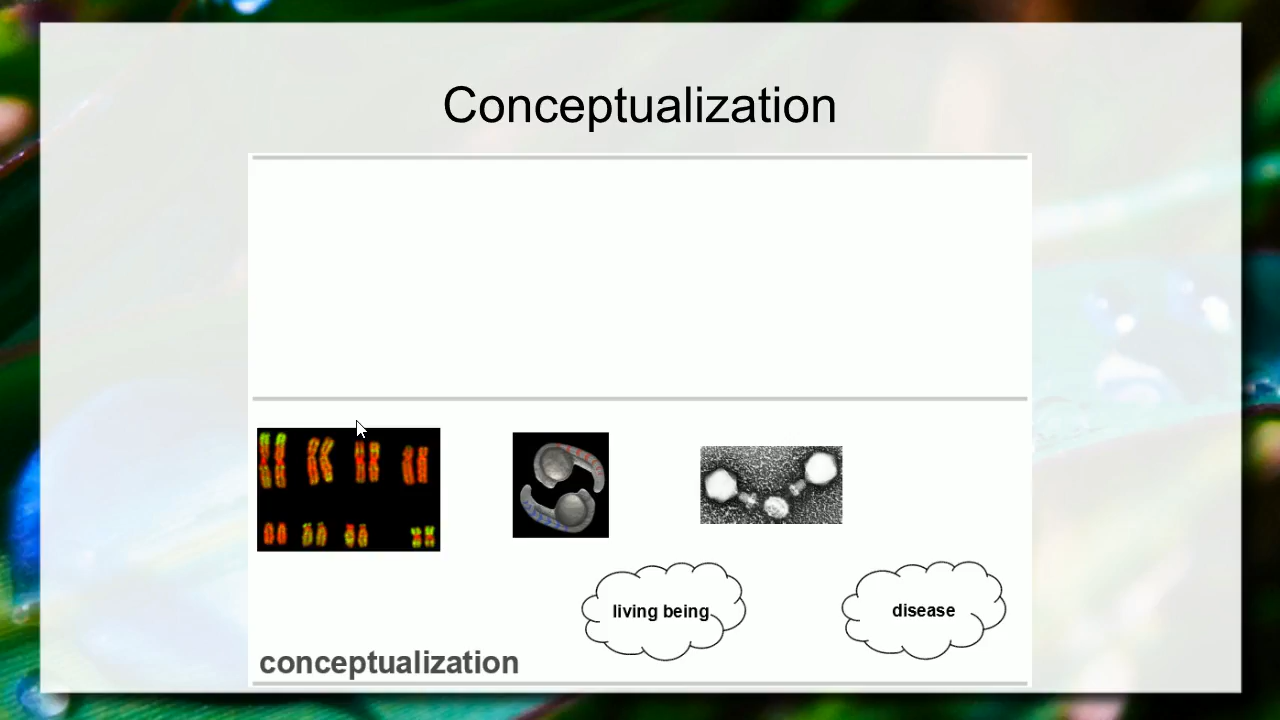 Conceptualization
living being
disease
conceptualization